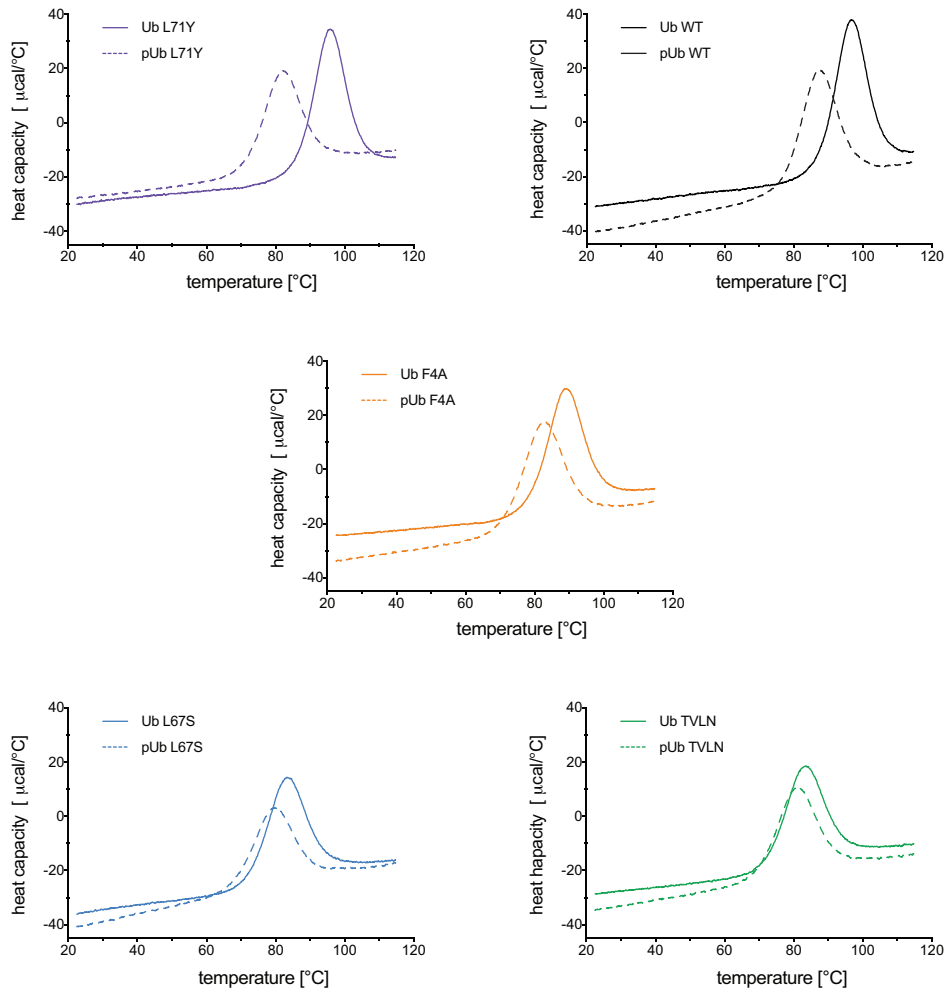 Ub L71Y
pUb L71Y
heat capacity [ μcal/°C]
40
20
0
-20
-40
20 40 60 80 100 120
temperature [°C]
Ub WT
pUb WT
heat capacity [ μcal/°C]
40
20
0
-20
-40
20 40 60 80 100 120
temperature [°C]
Ub F4A
pUb F4A
heat capacity [ μcal/°C]
40
20
0
-20
-40
20 40 60 80 100 120
temperature [°C]
Ub L67S
pUb L67S
heat capacity [ μcal/°C]
40
20
0
-20
-40
20 40 60 80 100 120
temperature [°C]
Ub TVLN
pUb TVLN
heat hapacity [ μcal/°C]
40
20
0
-20
-40
20 40 60 80 100 120
temperature [°C]